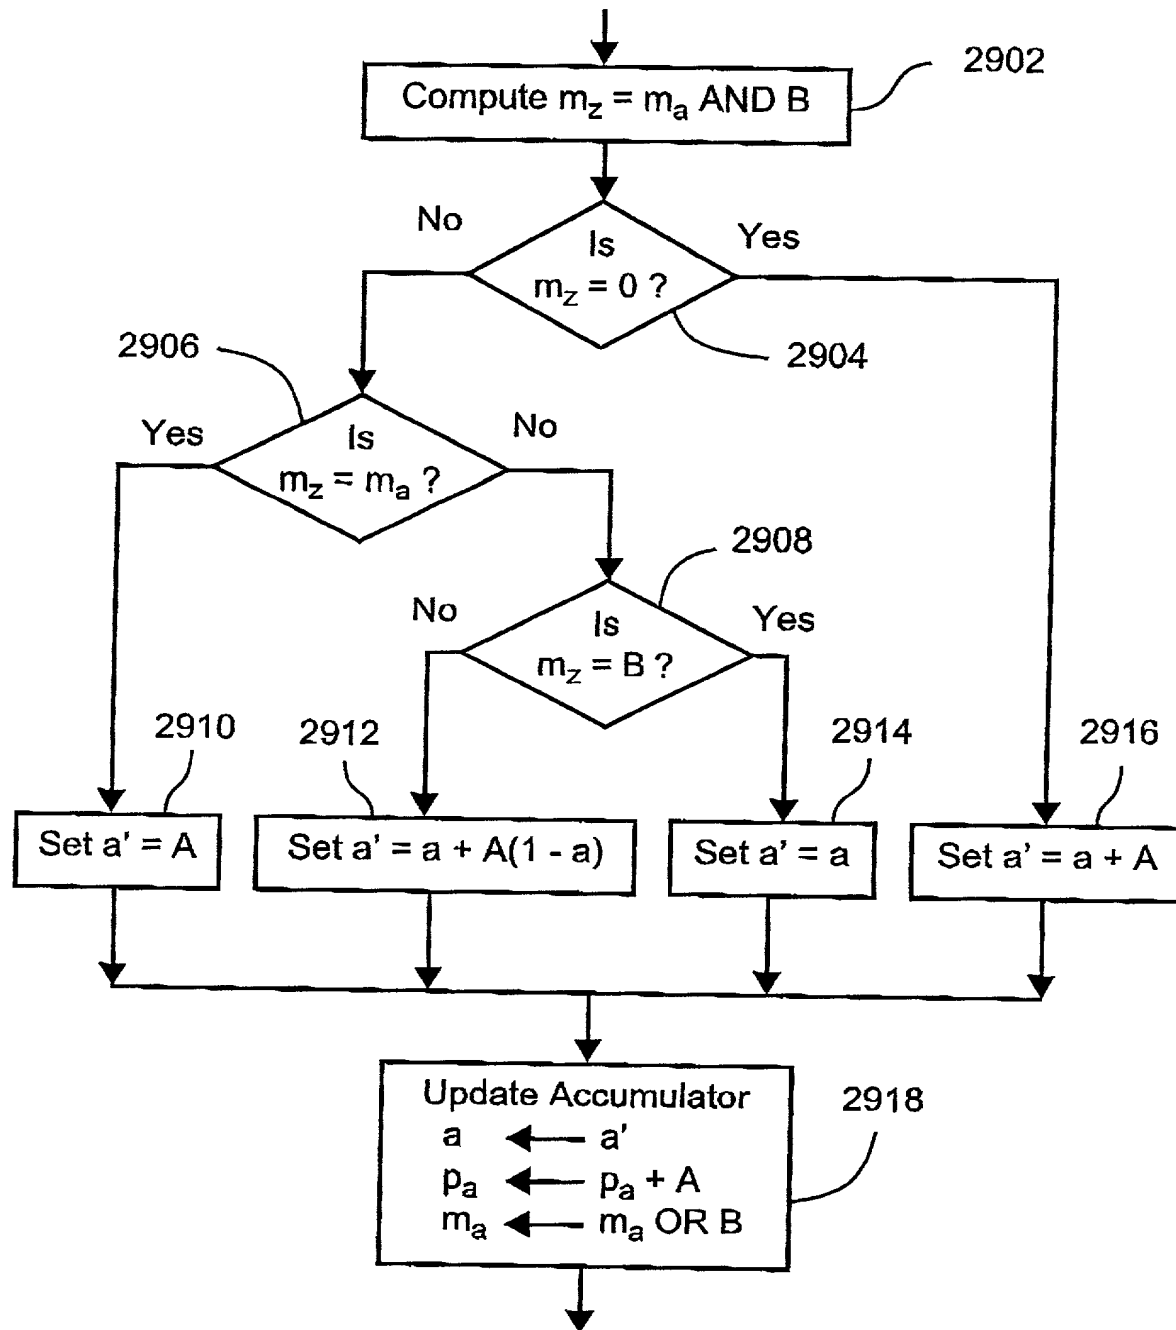 2902
Compute m_z = m_a AND B
No
Yes
Is
m_z = 0 ?
2904
2906
Yes
No
Is
m_z = m_a ?
2908
No
Yes
Is
m_z = B ?
2910
2912
2914
2916
Set a' = A
Set a' = a + A(1 - a)
Set a' = a
Set a' = a + A
Update Accumulator
2918
a ← a'
p_a ← p_a + A
m_a ← m_a OR B